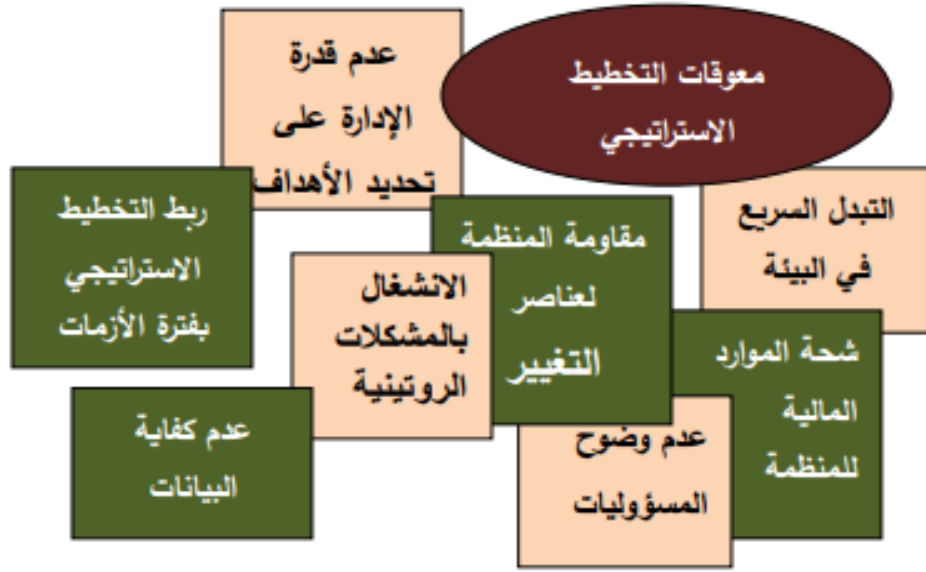 معوقات التخطيط
الاستراتيجي
عدم قدرة
الإدارة على
تحديد الأهداف
التبدل السريع
في البيئة
ربط التخطيط
الاستراتيجي
بفترة الأزمات
مقاومة المنظمة
لعناصر
التغيير
الانشغال
بالمشكلات
الروتينية
شحة الموارد
المالية
للمنظمة
عدم كفاية
البيانات
عدم وضوح
المسؤوليات